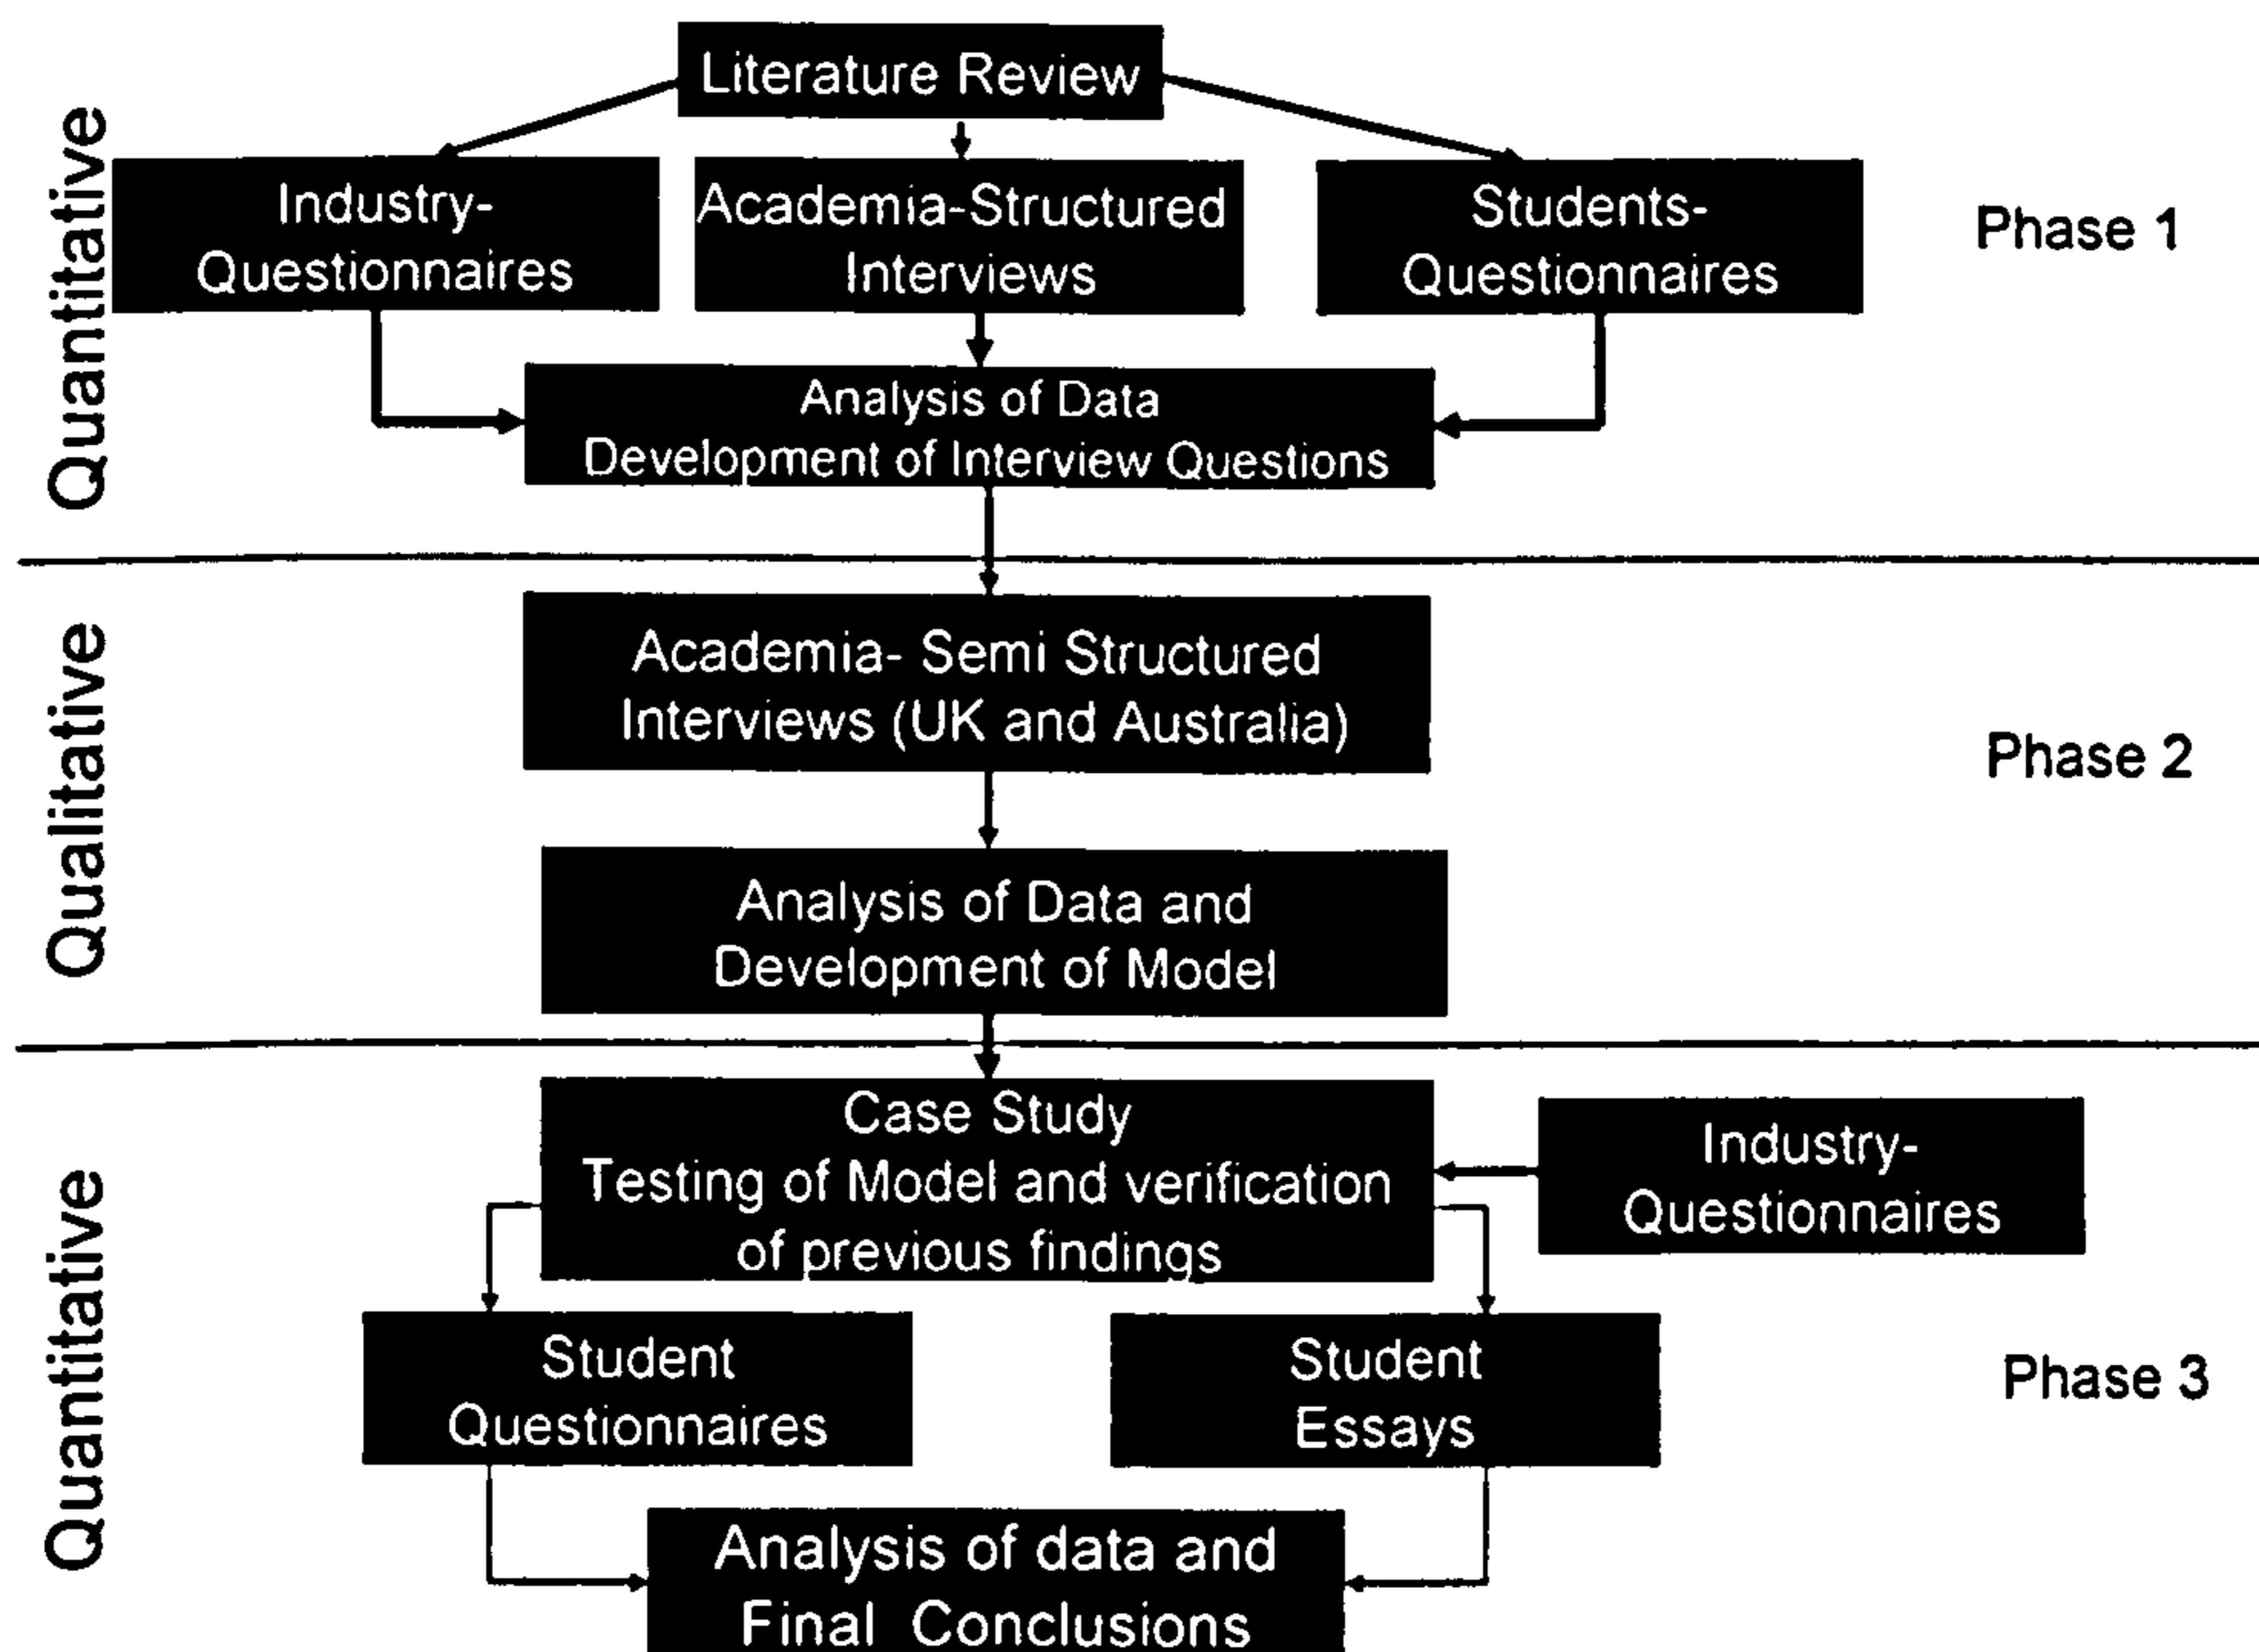 Literature Review
Quantitative
Industry-
Questionnaires
Academia-Structured
Interviews
Students-
Questionnaires
Phase 1
Analysis of Data
Development of Interview Questions
Qualitative
Academia- Semi Structured
Interviews (UK and Australia)
Phase 2
Analysis of Data and
Development of Model
Quantitative
Case Study
Testing of Model and verification
of previous findings
Industry-
Questionnaires
Student
Questionnaires
Student
Essays
Phase 3
Analysis of data and
Final Conclusions